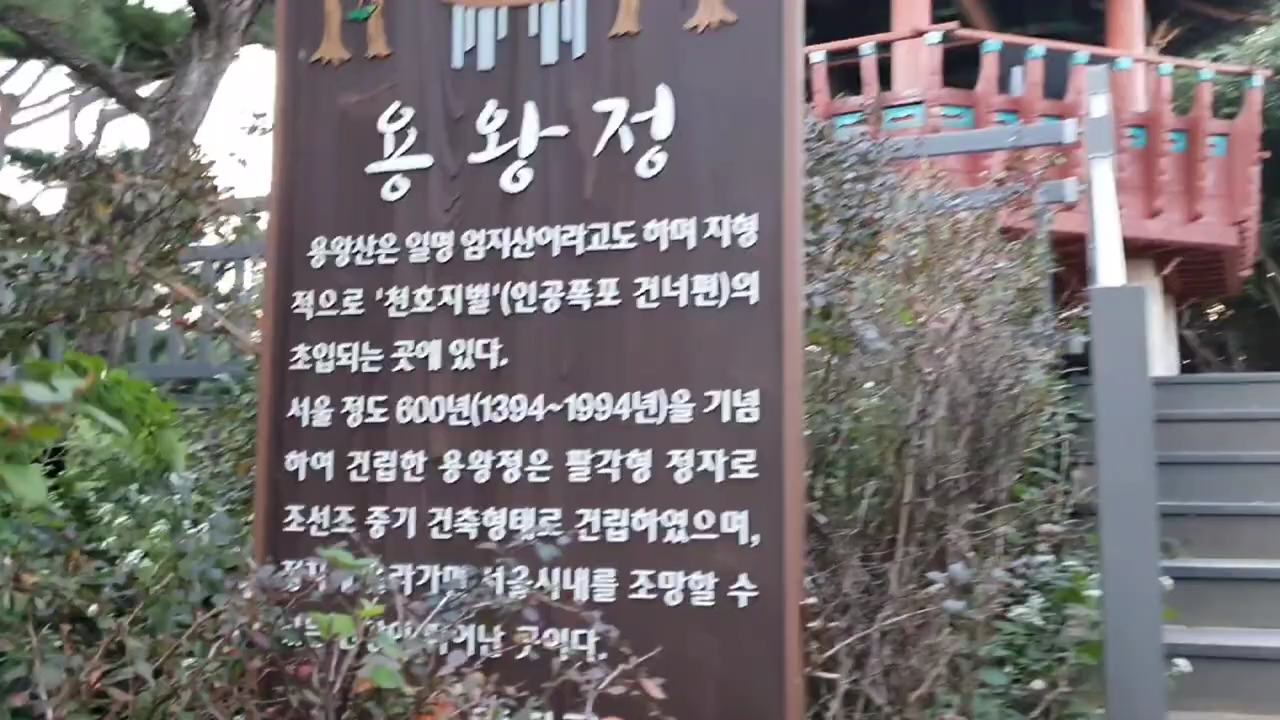 용왕정
용왕산은 일명 엄지산이라고도 하며 지형
적으로 '천호지벌'(인공폭포 건너편)의
초입되는 곳에 있다.
서울 정도 600년(1394~1994년)을 기념
하여 건립한 용왕정은 팔각형 정자로
조선조 중기 건축형태로 건립하였으며,
서울시내를 조망할 수
곳이다.